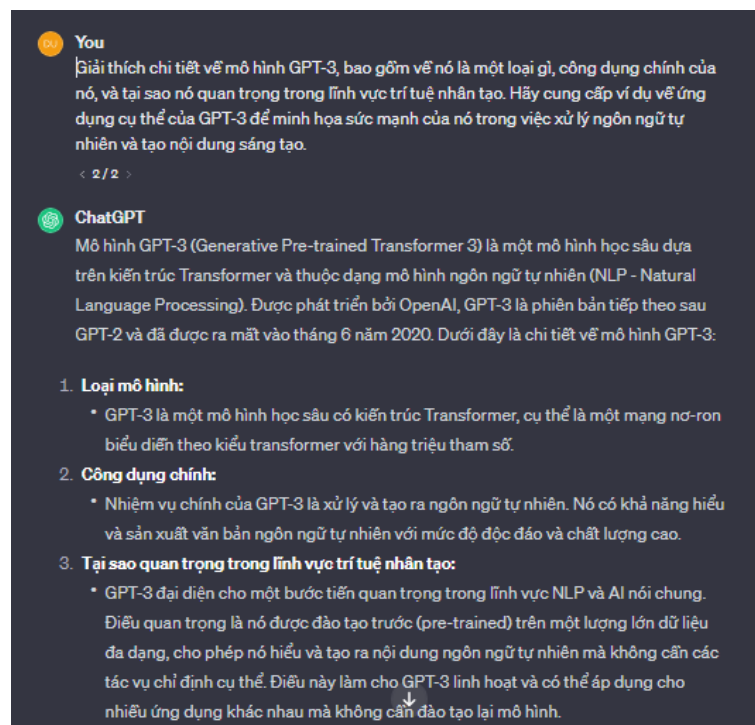 You
Giải thích chi tiết về mô hình GPT-3, bao gồm về nó là một loại gì, công dụng chính của
nó, và tại sao nó quan trọng trong lĩnh vực trí tuệ nhân tạo. Hãy cung cấp ví dụ về ứng
dụng cụ thể của GPT-3 để minh họa sức mạnh của nó trong việc xử lý ngôn ngữ tự
nhiên và tạo nội dung sáng tạo.
< 2/2 >
ChatGPT
Mô hình GPT-3 (Generative Pre-trained Transformer 3) là một mô hình học sâu dựa
trên kiến trúc Transformer và thuộc dạng mô hình ngôn ngữ tự nhiên (NLP - Natural
Language Processing). Được phát triển bởi OpenAI, GPT-3 là phiên bản tiếp theo sau
GPT-2 và đã được ra mắt vào tháng 6 năm 2020. Dưới đây là chi tiết về mô hình GPT-3:
1. Loại mô hình:
• GPT-3 là một mô hình học sâu có kiến trúc Transformer, cụ thể là một mạng nơ-ron
biểu diễn theo kiểu transformer với hàng triệu tham số.
2. Công dụng chính:
• Nhiệm vụ chính của GPT-3 là xử lý và tạo ra ngôn ngữ tự nhiên. Nó có khả năng hiểu
và sản xuất văn bản ngôn ngữ tự nhiên với mức độ độc đáo và chất lượng cao.
3. Tại sao quan trọng trong lĩnh vực trí tuệ nhân tạo:
• GPT-3 đại diện cho một bước tiến quan trọng trong lĩnh vực NLP và AI nói chung.
Điều quan trọng là nó được đào tạo trước (pre-trained) trên một lượng lớn dữ liệu
đa dạng, cho phép nó hiểu và tạo ra nội dung ngôn ngữ tự nhiên mà không cần các
tác vụ chỉ định cụ thể. Điều này làm cho GPT-3 linh hoạt và có thể áp dụng cho
nhiều ứng dụng khác nhau mà không cần đào tạo lại mô hình.